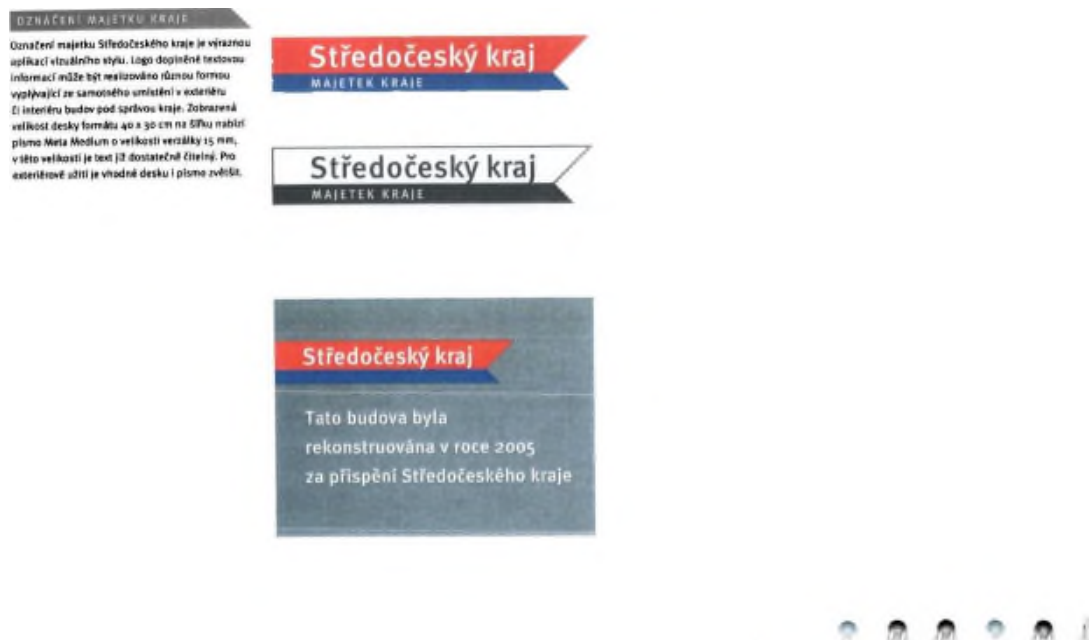 OZNAČENÍ MAJETKU KRAJE
Označení majetku Středočeského kraje je výraznou
aplikací vizuálního stylu. Logo doplněné textovou
informací může být realizováno různou formou
vyplývající ze samotného umístění v exteriéru
či interiéru budov pod správou kraje. Zobrazená
velikost desky formátu 40 x 30 cm na šířku nabízí
písmo Meta Medium o velikosti verzálky 15 mm,
v této velikosti je text již dostatečně čitelný. Pro
exteriérové užití je vhodné desku i písmo zvětšit.
Středočeský kraj
MAJETEK KRAJE
Středočeský kraj
MAJETEK KRAJE
Středočeský kraj
Tato budova byla
rekonstruována v roce 2005
za přispění Středočeského kraje